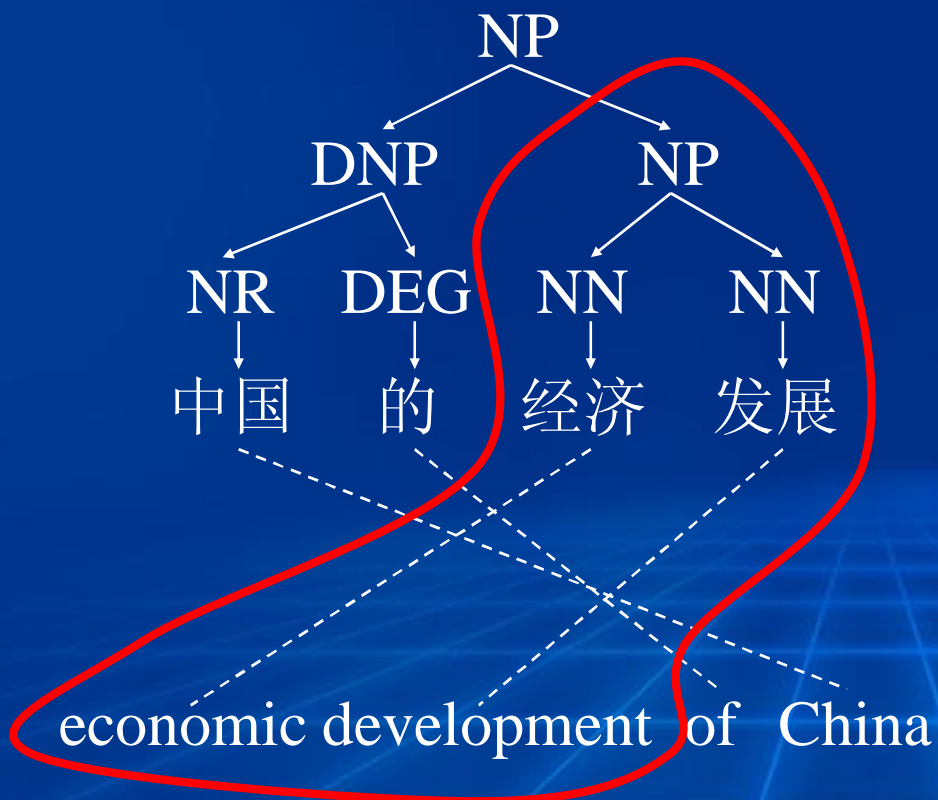 NP
DNP NP
NR DEG NN NN
中国 的 经济 发展
economic development of China